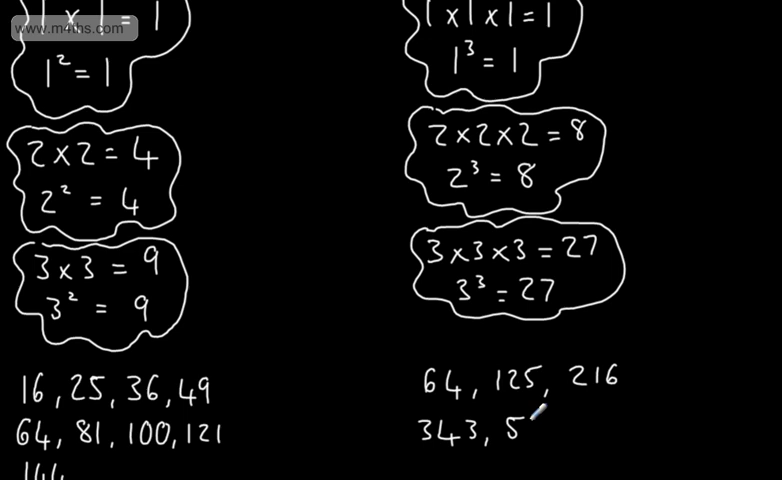 1 x 1 = 1
www.m4ths.com
1² = 1
2 x 2 = 4
2² = 4
3 x 3 = 9
3² = 9
16, 25, 36, 49
64, 81, 100, 121
144
1 x 1 x 1 = 1
1³ = 1
2 x 2 x 2 = 8
2³ = 8
3 x 3 x 3 = 27
3³ = 27
64, 125, 216
343, 5